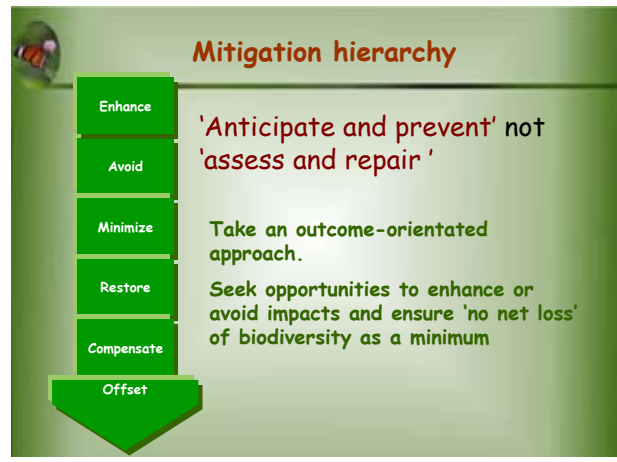 Mitigation hierarchy
Enhance
Avoid
Minimize
Restore
Compensate
Offset
‘Anticipate and prevent’ not
‘assess and repair ’
Take an outcome-orientated
approach.
Seek opportunities to enhance or
avoid impacts and ensure ‘no net loss’
of biodiversity as a minimum